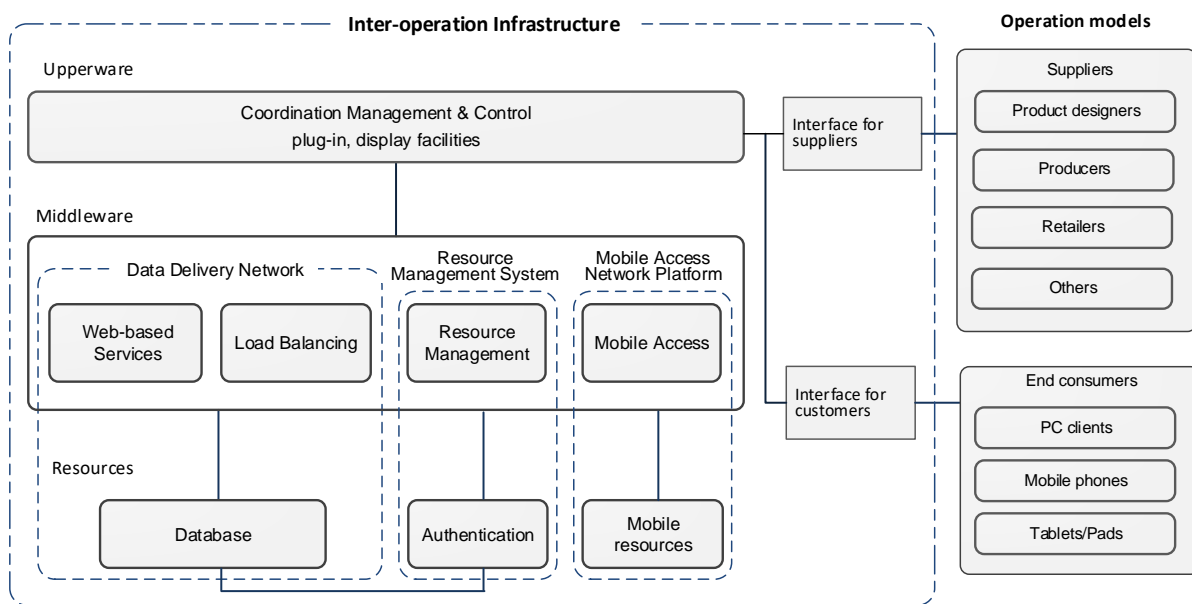 Inter-operation Infrastructure
Operation models
Upperware
Coordination Management & Control
plug-in, display facilities
Interface for
suppliers
Suppliers
Product designers
Producers
Retailers
Others
Middleware
Data Delivery Network
Resource
Management System
Mobile Access
Network Platform
Web-based
Services
Load Balancing
Resource
Management
Mobile Access
Interface for
customers
End consumers
PC clients
Mobile phones
Tablets/Pads
Resources
Database
Authentication
Mobile
resources